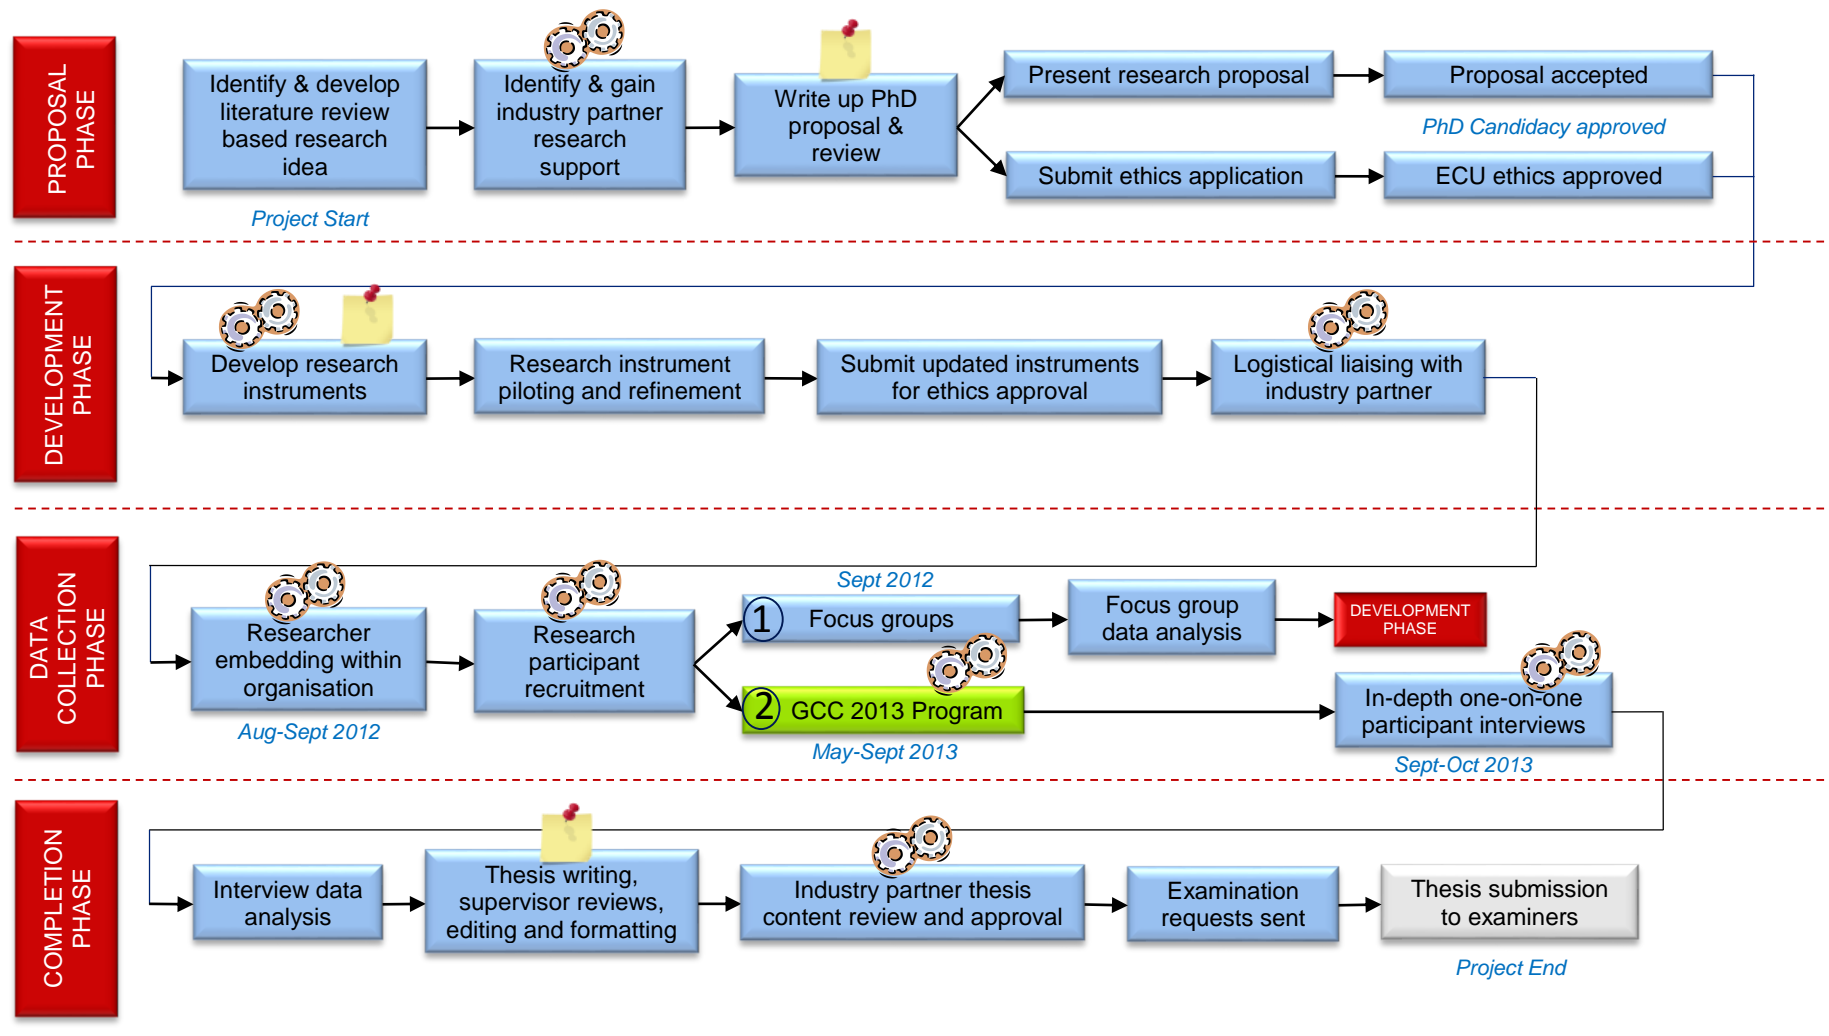 PROPOSAL
PHASE
Identify & develop
literature review
based research
idea
Project Start
Identify & gain
industry partner
research
support
Write up PhD
proposal &
review
Present research proposal
Proposal accepted
PhD Candidacy approved
Submit ethics application
ECU ethics approved
DEVELOPMENT
PHASE
Develop research
instruments
Research instrument
piloting and refinement
Submit updated instruments
for ethics approval
Logistical liaising with
industry partner
DATA
COLLECTION
PHASE
Researcher
embedding within
organisation
Aug-Sept 2012
Research
participant
recruitment
Sept 2012
1 Focus groups
Focus group
data analysis
DEVELOPMENT
PHASE
2 GCC 2013 Program
May-Sept 2013
In-depth one-on-one
participant interviews
Sept-Oct 2013
COMPLETION
PHASE
Interview data
analysis
Thesis writing,
supervisor reviews,
editing and formatting
Industry partner thesis
content review and approval
Examination
requests sent
Thesis submission
to examiners
Project End